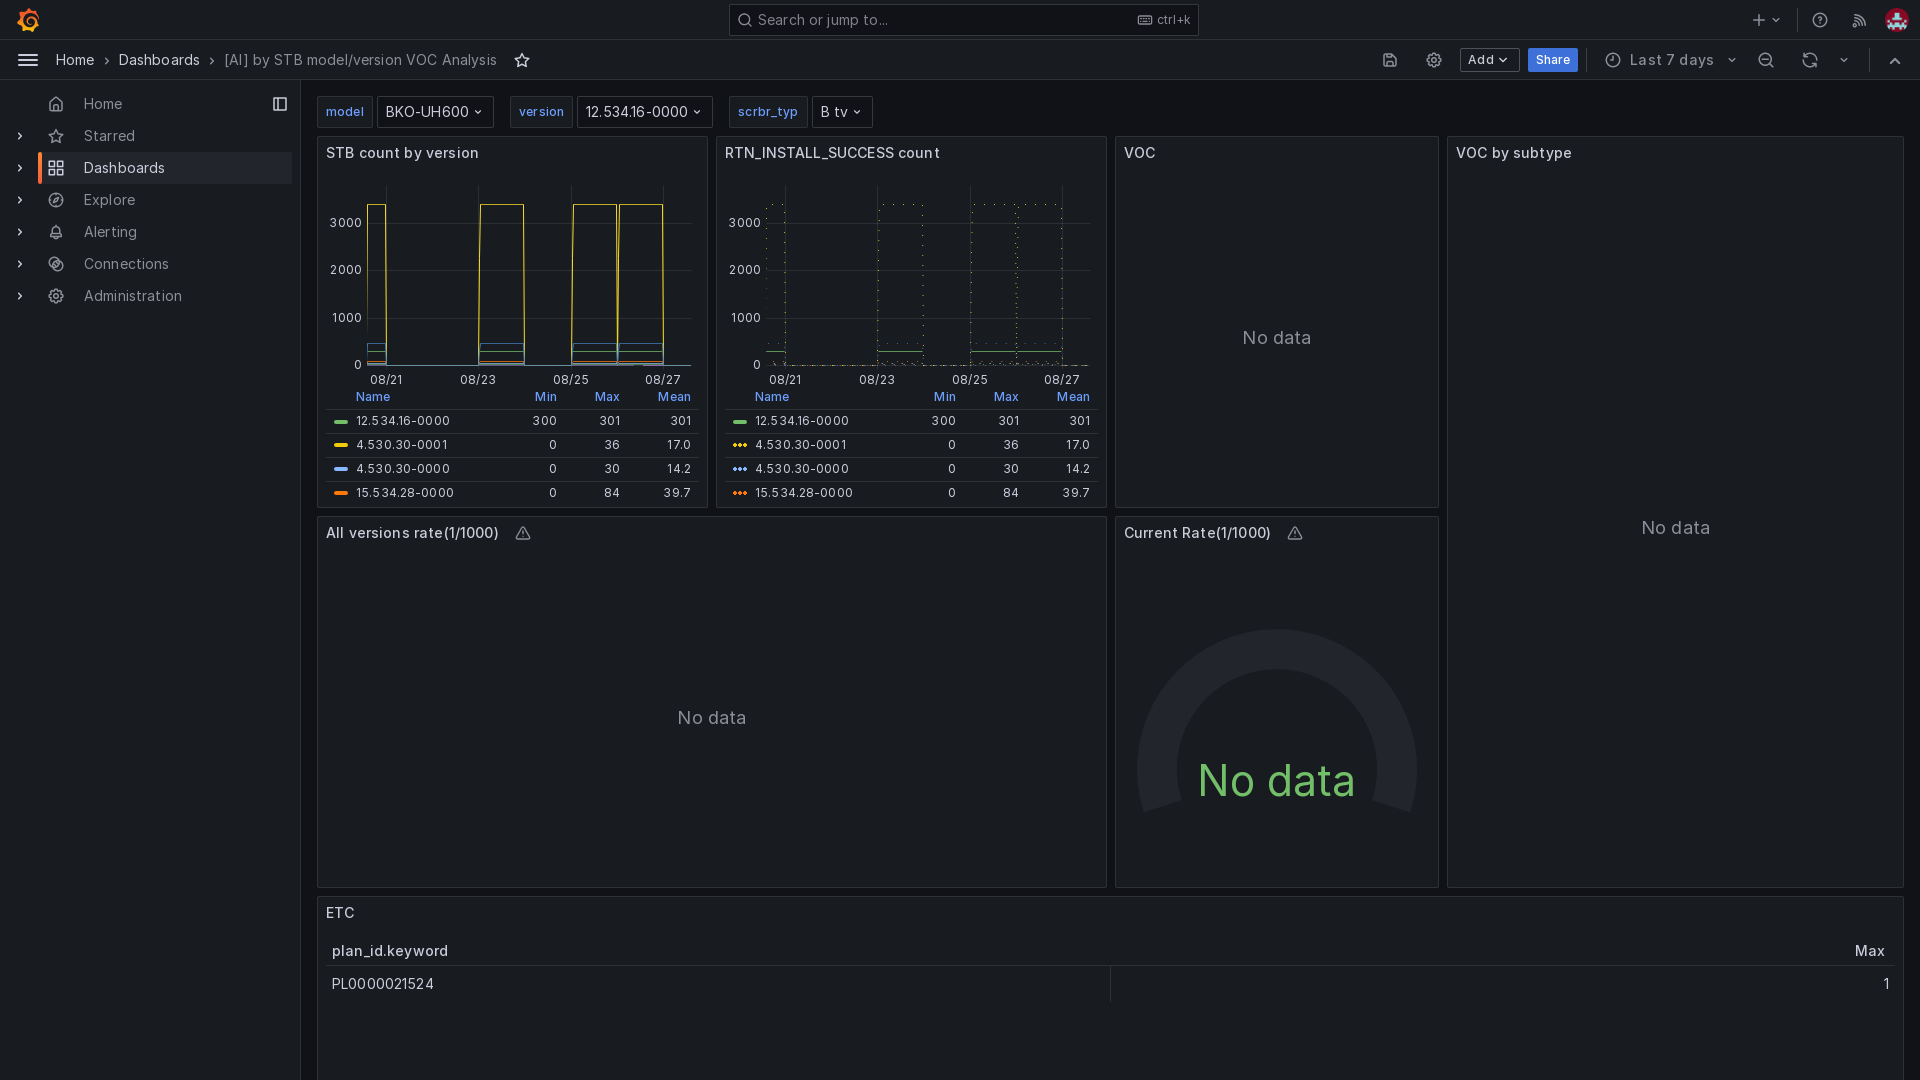 Search or jump to...
ctrl+k
Home
Dashboards
[AI] by STB model/version VOC Analysis
Add
Share
Last 7 days
Home
Starred
Dashboards
Explore
Alerting
Connections
Administration
model
BKO-UH600
version
12.534.16-0000
scrbr_typ
B tv
STB count by version
3000
2000
1000
0
08/21
08/23
08/25
08/27
Name Min Max Mean
12.534.16-0000 300 301 301
4.530.30-0001 0 36 17.0
4.530.30-0000 0 30 14.2
15.534.28-0000 0 84 39.7
RTN_INSTALL_SUCCESS count
3000
2000
1000
0
08/21
08/23
08/25
08/27
Name Min Max Mean
12.534.16-0000 300 301 301
4.530.30-0001 0 36 17.0
4.530.30-0000 0 30 14.2
15.534.28-0000 0 84 39.7
VOC
No data
VOC by subtype
No data
All versions rate(1/1000)
No data
Current Rate(1/1000)
No data
ETC
plan_id.keyword Max
PL0000021524 1